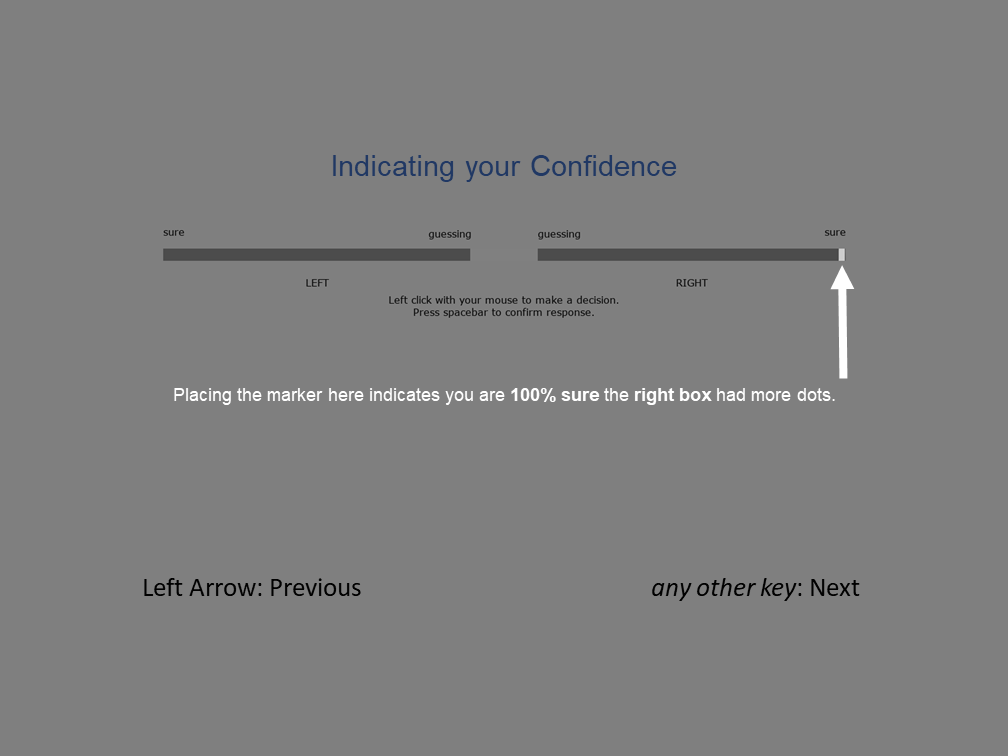 Indicating your Confidence
sure guessing guessing sure
LEFT RIGHT
Left click with your mouse to make a decision.
Press spacebar to confirm response.
Placing the marker here indicates you are 100% sure the right box had more dots.
Left Arrow: Previous any other key: Next